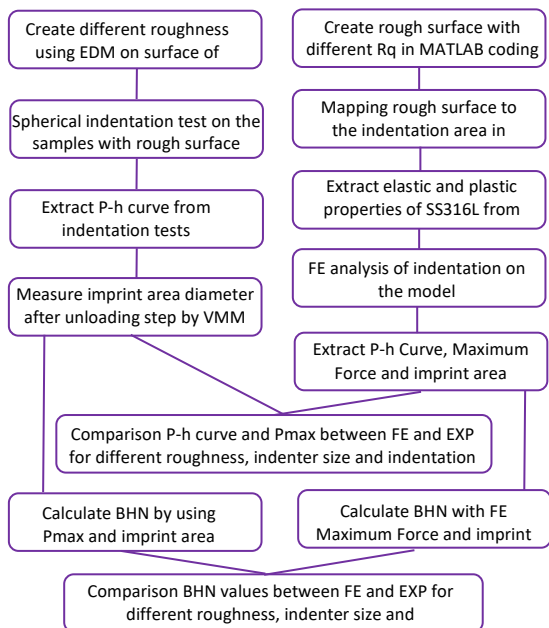 Create different roughness
using EDM on surface of
Spherical indentation test on the
samples with rough surface
Extract P-h curve from
indentation tests
Measure imprint area diameter
after unloading step by VMM
Create rough surface with
different Rq in MATLAB coding
Mapping rough surface to
the indentation area in
Extract elastic and plastic
properties of SS316L from
FE analysis of indentation on
the model
Extract P-h Curve, Maximum
Force and imprint area
Comparison P-h curve and Pmax between FE and EXP
for different roughness, indenter size and indentation
Calculate BHN by using
Pmax and imprint area
Calculate BHN with FE
Maximum Force and imprint
Comparison BHN values between FE and EXP for
different roughness, indenter size and